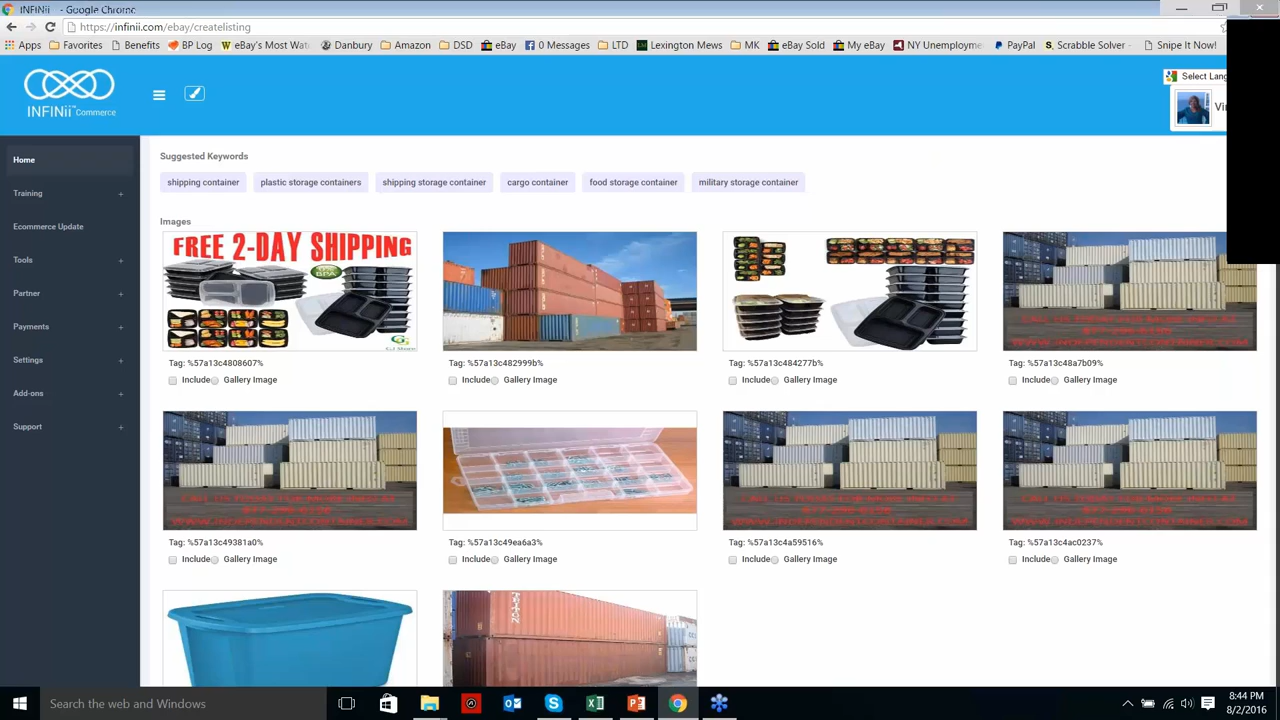 INFINii - Google Chrome
https://infinii.com/ebay/createlisting
Apps Favorites Benefits BP Log eBay's Most Wat Danbury Amazon DSD eBay 0 Messages LTD Lexington Mews MK eBay Sold My eBay NY Unemployme PayPal Scrabble Solver - Snipe It Now!
INFINii™ Commerce
Select Lang
Vir
Home
Training +
Ecommerce Update
Tools +
Partner +
Payments +
Settings +
Add-ons +
Support +
Suggested Keywords
shipping container plastic storage containers shipping storage container cargo container food storage container military storage container
Images
FREE 2-DAY SHIPPING
Tag: %57a13c4808607% Tag: %57a13c482999b% Tag: %57a13c484277b% Tag: %57a13c48a7b09%
Include Gallery Image Include Gallery Image Include Gallery Image Include Gallery Image
Tag: %57a13c49381a0% Tag: %57a13c49ea6a3% Tag: %57a13c4a59516% Tag: %57a13c4ac0237%
Include Gallery Image Include Gallery Image Include Gallery Image Include Gallery Image
Search the web and Windows
8:44 PM
8/2/2016